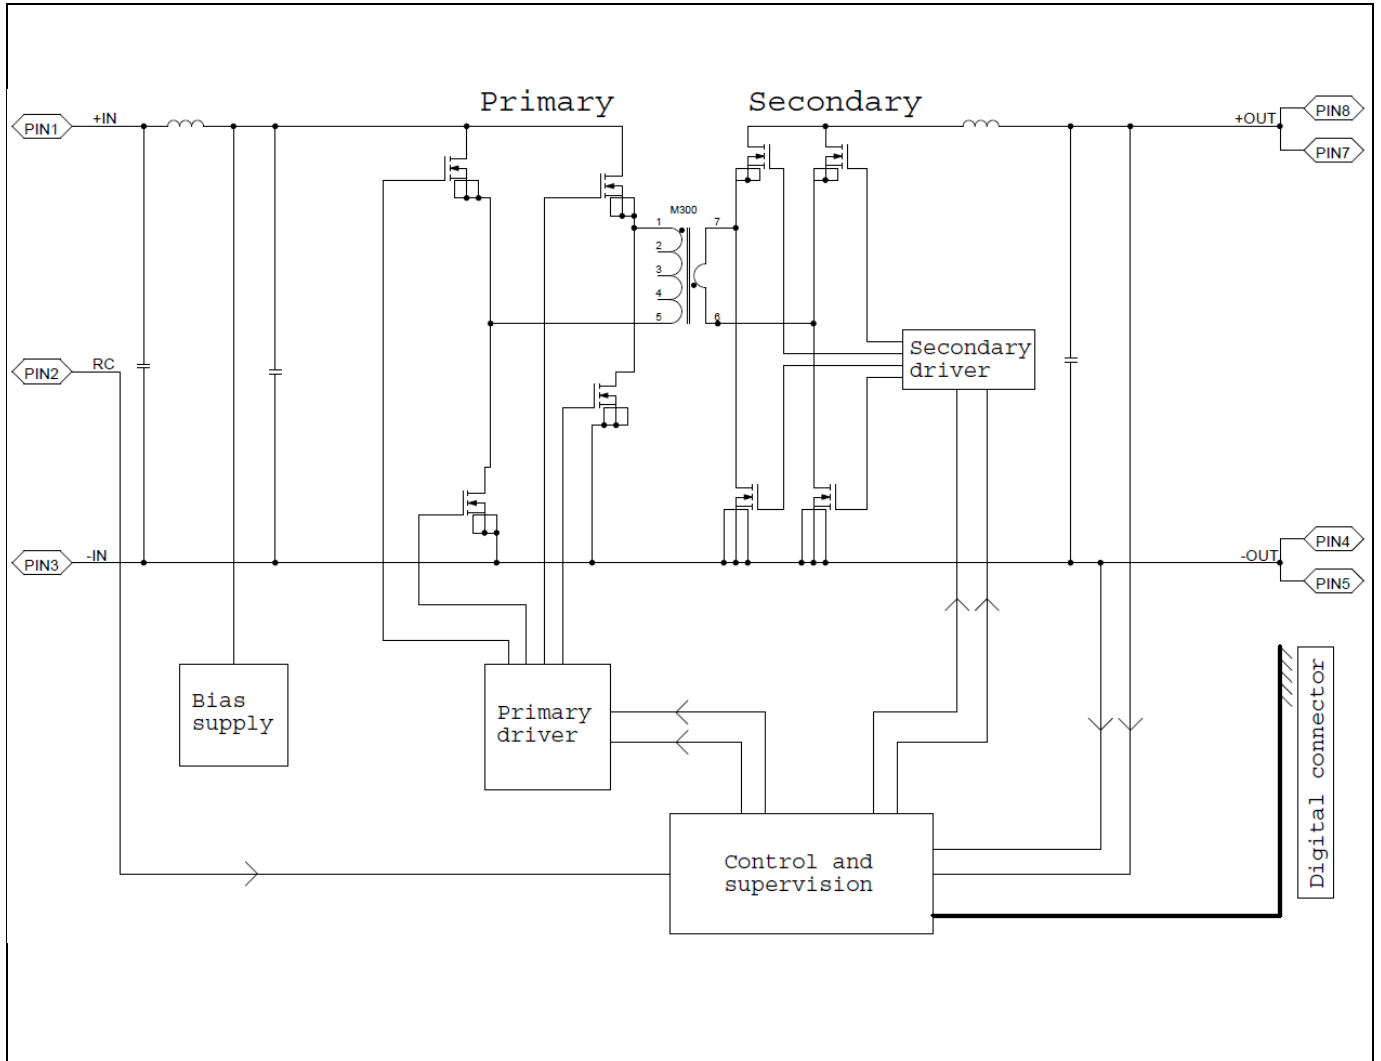 Primary
Secondary
PIN1
+IN
+OUT
PIN8
PIN7
M300
1
2
3
4
5
7
6
PIN2
RC
Secondary
driver
PIN3
-IN
-OUT
PIN4
PIN5
Bias
supply
Primary
driver
Control and
supervision
Digital connector